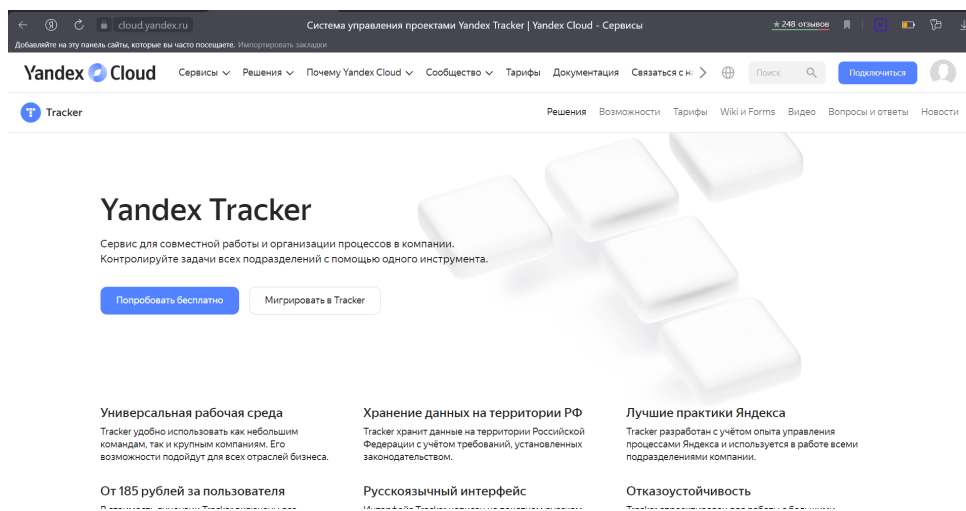 cloud.yandex.ru Система управления проектами Yandex Tracker | Yandex Cloud - Сервисы ★ 248 отзывов
Добавляйте на эту панель сайты, которые вы часто посещаете. Импортировать закладки
Yandex Cloud Сервисы Решения Почему Yandex Cloud Сообщество Тарифы Документация Связаться с н Поиск Подключиться
Tracker Решения Возможности Тарифы Wiki и Forms Видео Вопросы и ответы Новости
Yandex Tracker
Сервис для совместной работы и организации процессов в компании.
Контролируйте задачи всех подразделений с помощью одного инструмента.
Попробовать бесплатно Мигрировать в Tracker
Универсальная рабочая среда
Tracker удобно использовать как небольшим
командам, так и крупным компаниям. Его
возможности подойдут для всех отраслей бизнеса.
Хранение данных на территории РФ
Tracker хранит данные на территории Российской
Федерации с учётом требований, установленных
законодательством.
Лучшие практики Яндекса
Tracker разработан с учётом опыта управления
процессами Яндекса и используется в работе всеми
подразделениями компании.
От 185 рублей за пользователя
Русскоязычный интерфейс
Отказоустойчивость